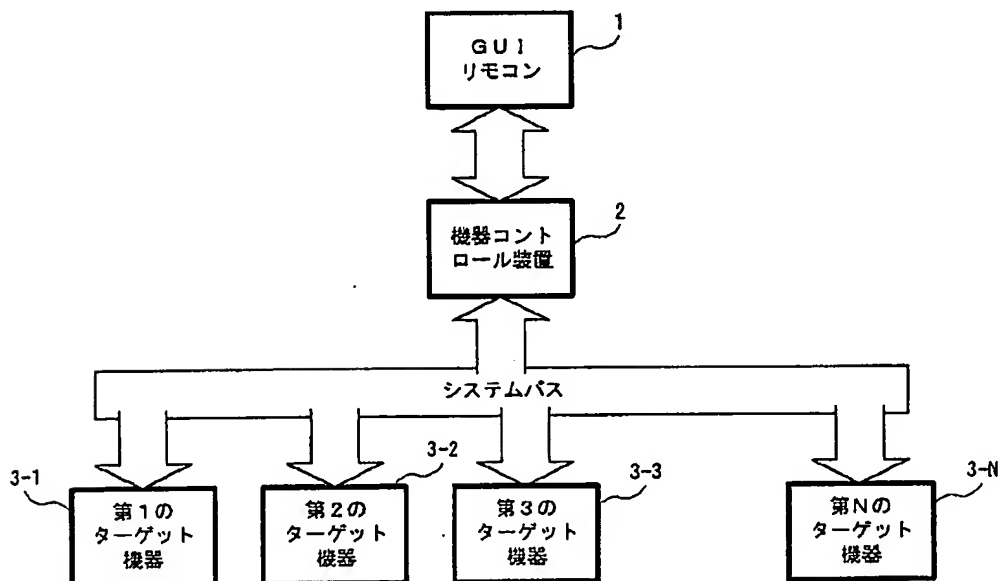 1
ＧＵＩ
リモコン
2
機器コント
ロール装置
システムバス
3-1
第１の
ターゲット
機器
3-2
第２の
ターゲット
機器
3-3
第３の
ターゲット
機器
3-N
第Ｎの
ターゲット
機器